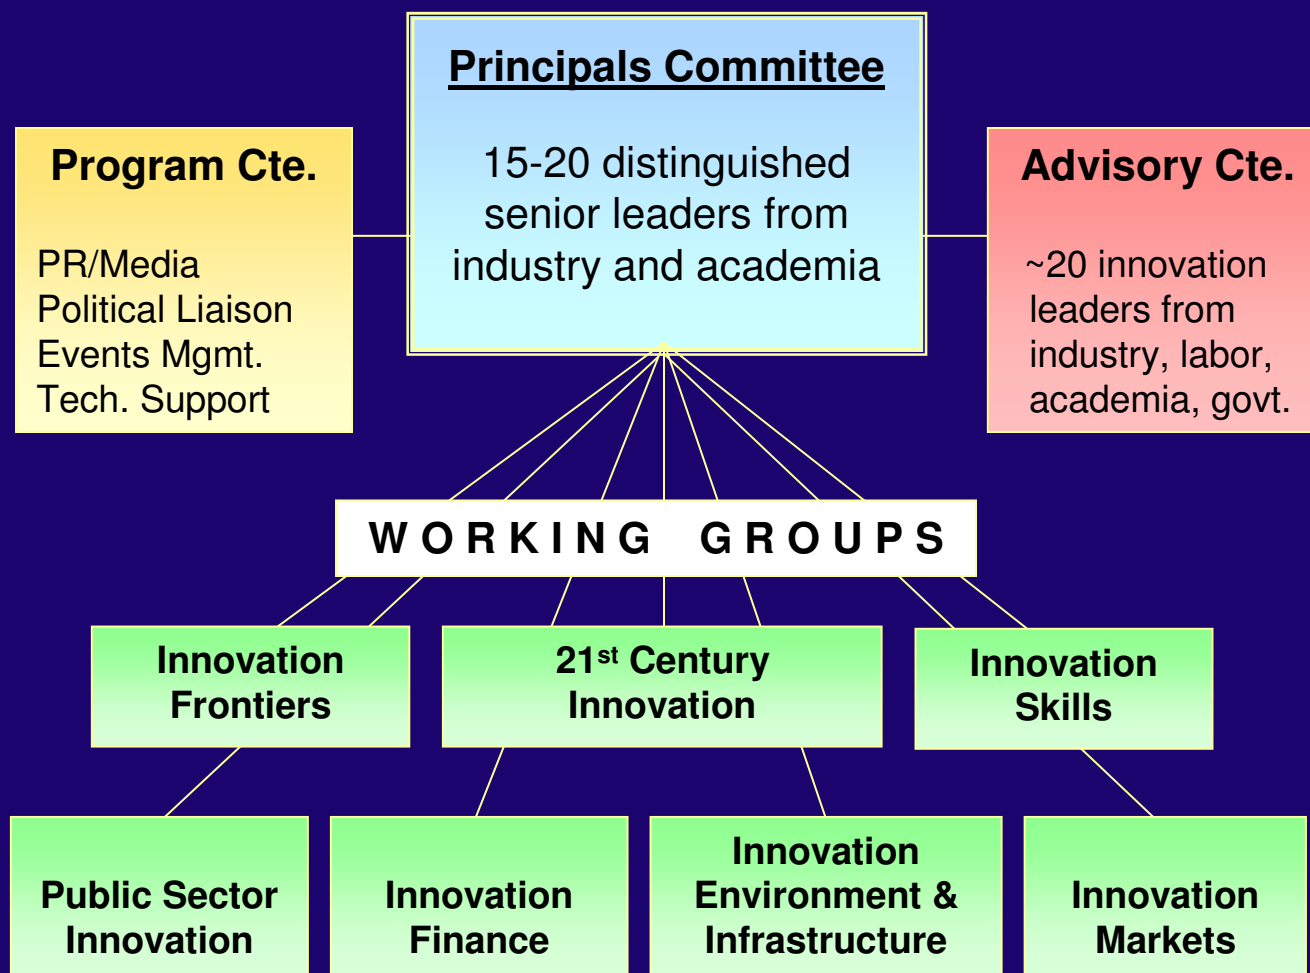 Principals Committee
15-20 distinguished
senior leaders from
industry and academia
Program Cte.
PR/Media
Political Liaison
Events Mgmt.
Tech. Support
Advisory Cte.
~20 innovation
leaders from
industry, labor,
academia, govt.
WORKING GROUPS
Innovation
Frontiers
21st Century
Innovation
Innovation
Skills
Public Sector
Innovation
Innovation
Finance
Innovation
Environment &
Infrastructure
Innovation
Markets